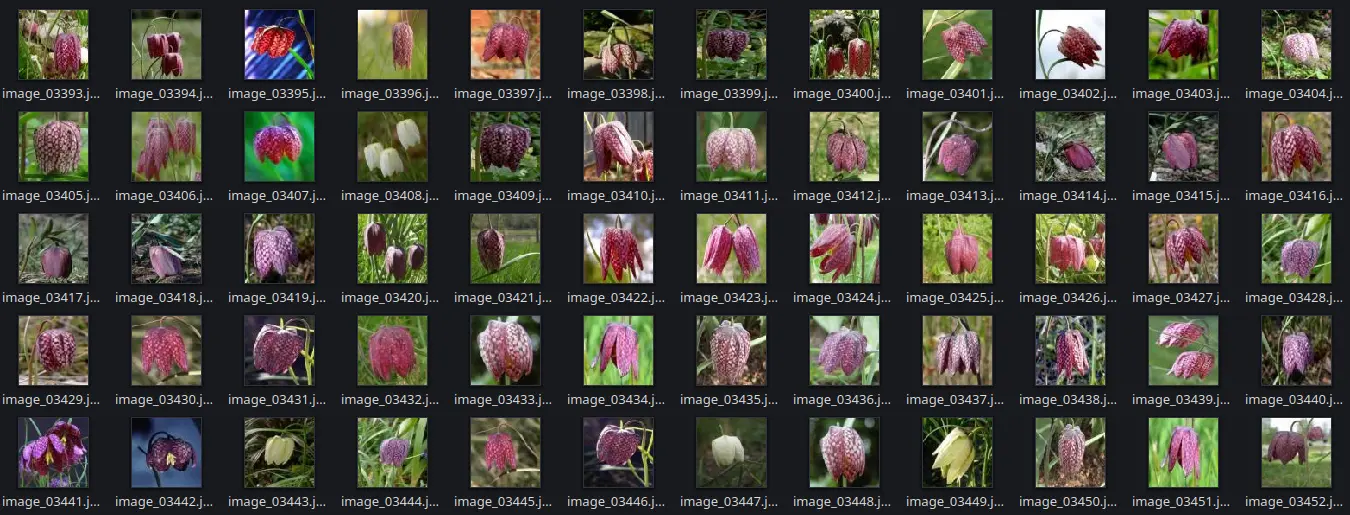 image_03393.j... image_03394.j... image_03395.j... image_03396.j... image_03397.j... image_03398.j... image_03399.j... image_03400.j... image_03401.j... image_03402.j... image_03403.j... image_03404.j...
image_03405.j... image_03406.j... image_03407.j... image_03408.j... image_03409.j... image_03410.j... image_03411.j... image_03412.j... image_03413.j... image_03414.j... image_03415.j... image_03416.j...
image_03417.j... image_03418.j... image_03419.j... image_03420.j... image_03421.j... image_03422.j... image_03423.j... image_03424.j... image_03425.j... image_03426.j... image_03427.j... image_03428.j...
image_03429.j... image_03430.j... image_03431.j... image_03432.j... image_03433.j... image_03434.j... image_03435.j... image_03436.j... image_03437.j... image_03438.j... image_03439.j... image_03440.j...
image_03441.j... image_03442.j... image_03443.j... image_03444.j... image_03445.j... image_03446.j... image_03447.j... image_03448.j... image_03449.j... image_03450.j... image_03451.j... image_03452.j...